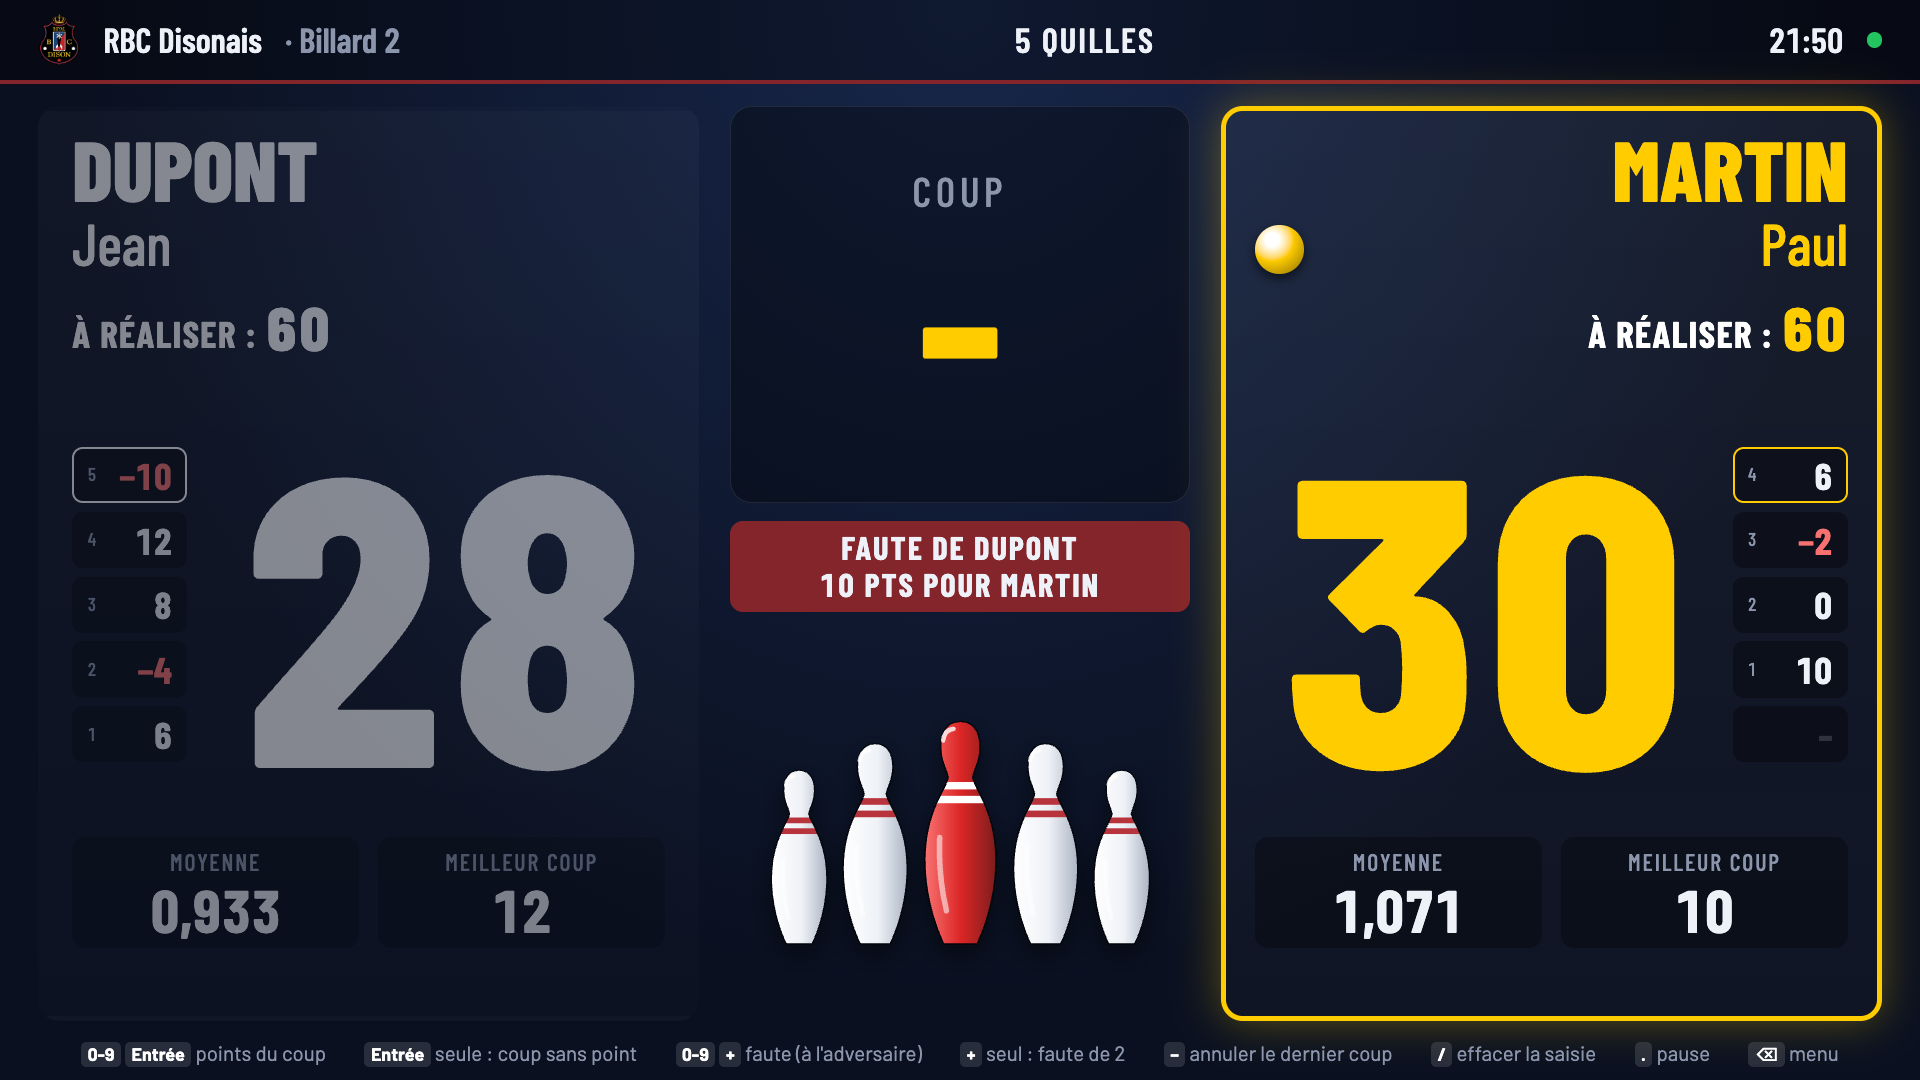 RBC Disonais · Billard 2
5 QUILLES
21:50
DUPONT
Jean
À RÉALISER : 60
5 –10
4 12
3 8
2 –4
1 6
28
MOYENNE
0,933
MEILLEUR COUP
12
COUP
–
FAUTE DE DUPONT
10 PTS POUR MARTIN
MARTIN
Paul
À RÉALISER : 60
30
4 6
3 –2
2 0
1 10
–
MOYENNE
1,071
MEILLEUR COUP
10
0-9 Entrée points du coup Entrée seule : coup sans point 0-9 + faute (à l'adversaire) + seul : faute de 2 – annuler le dernier coup / effacer la saisie . pause ⌫ menu